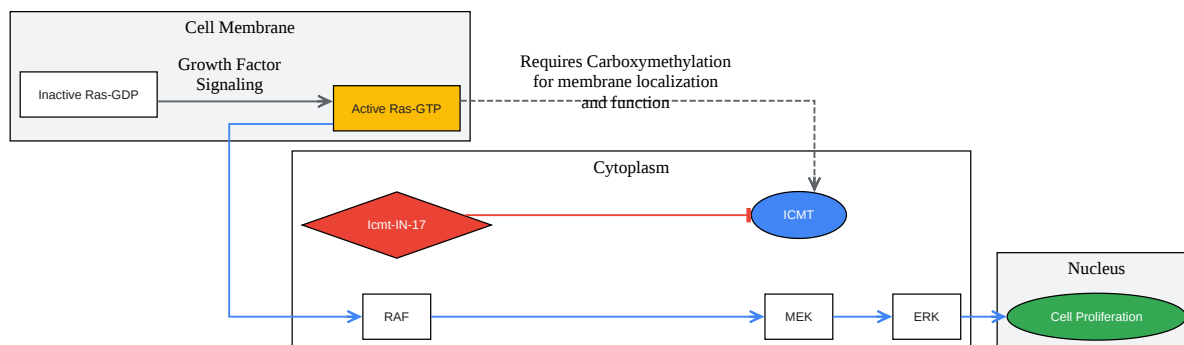 Cell Membrane
Growth Factor
Signaling
Inactive Ras-GDP
Active Ras-GTP
Requires Carboxymethylation
for membrane localization
and function
Cytoplasm
Icmt-IN-17
ICMT
RAF
MEK
ERK
Nucleus
Cell Proliferation